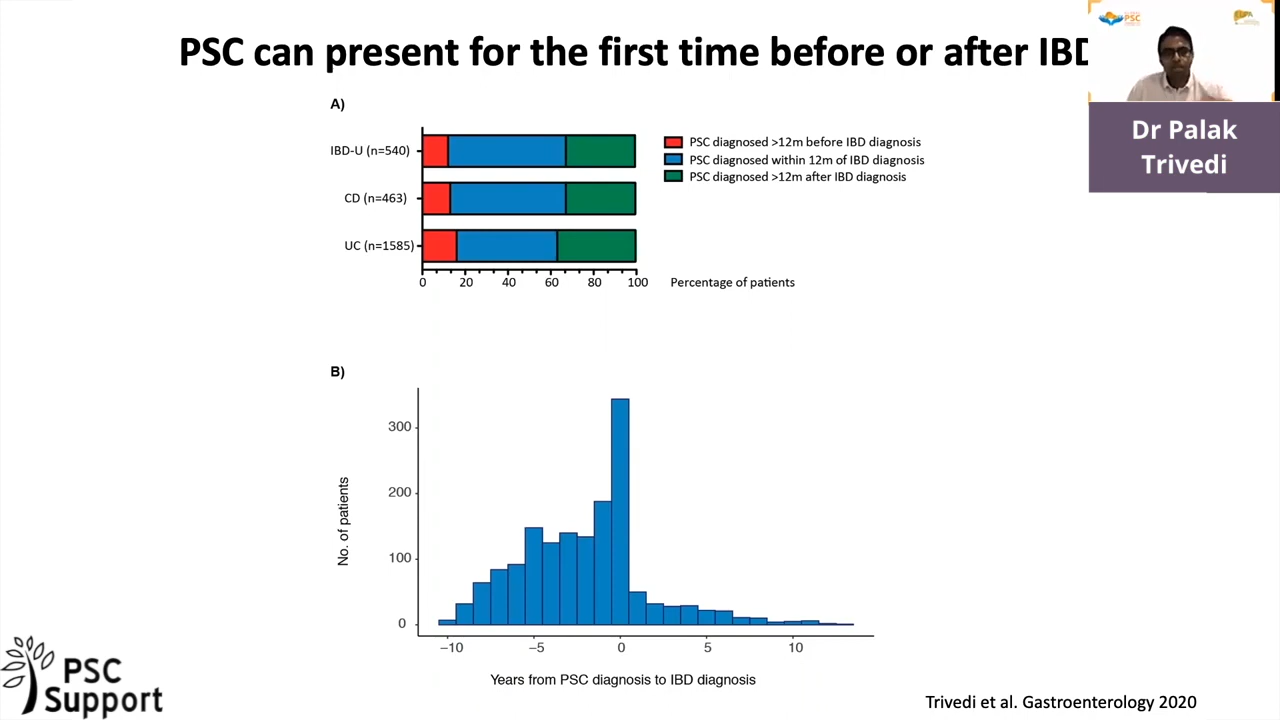 PSC can present for the first time before or after IBD
PSC
Dr Palak
Trivedi
A)
IBD-U (n=540)
CD (n=463)
UC (n=1585)
0 20 40 60 80 100
Percentage of patients
PSC diagnosed >12m before IBD diagnosis
PSC diagnosed within 12m of IBD diagnosis
PSC diagnosed >12m after IBD diagnosis
B)
No. of patients
300
200
100
0
−10 −5 0 5 10
Years from PSC diagnosis to IBD diagnosis
PSC
Support
Trivedi et al. Gastroenterology 2020